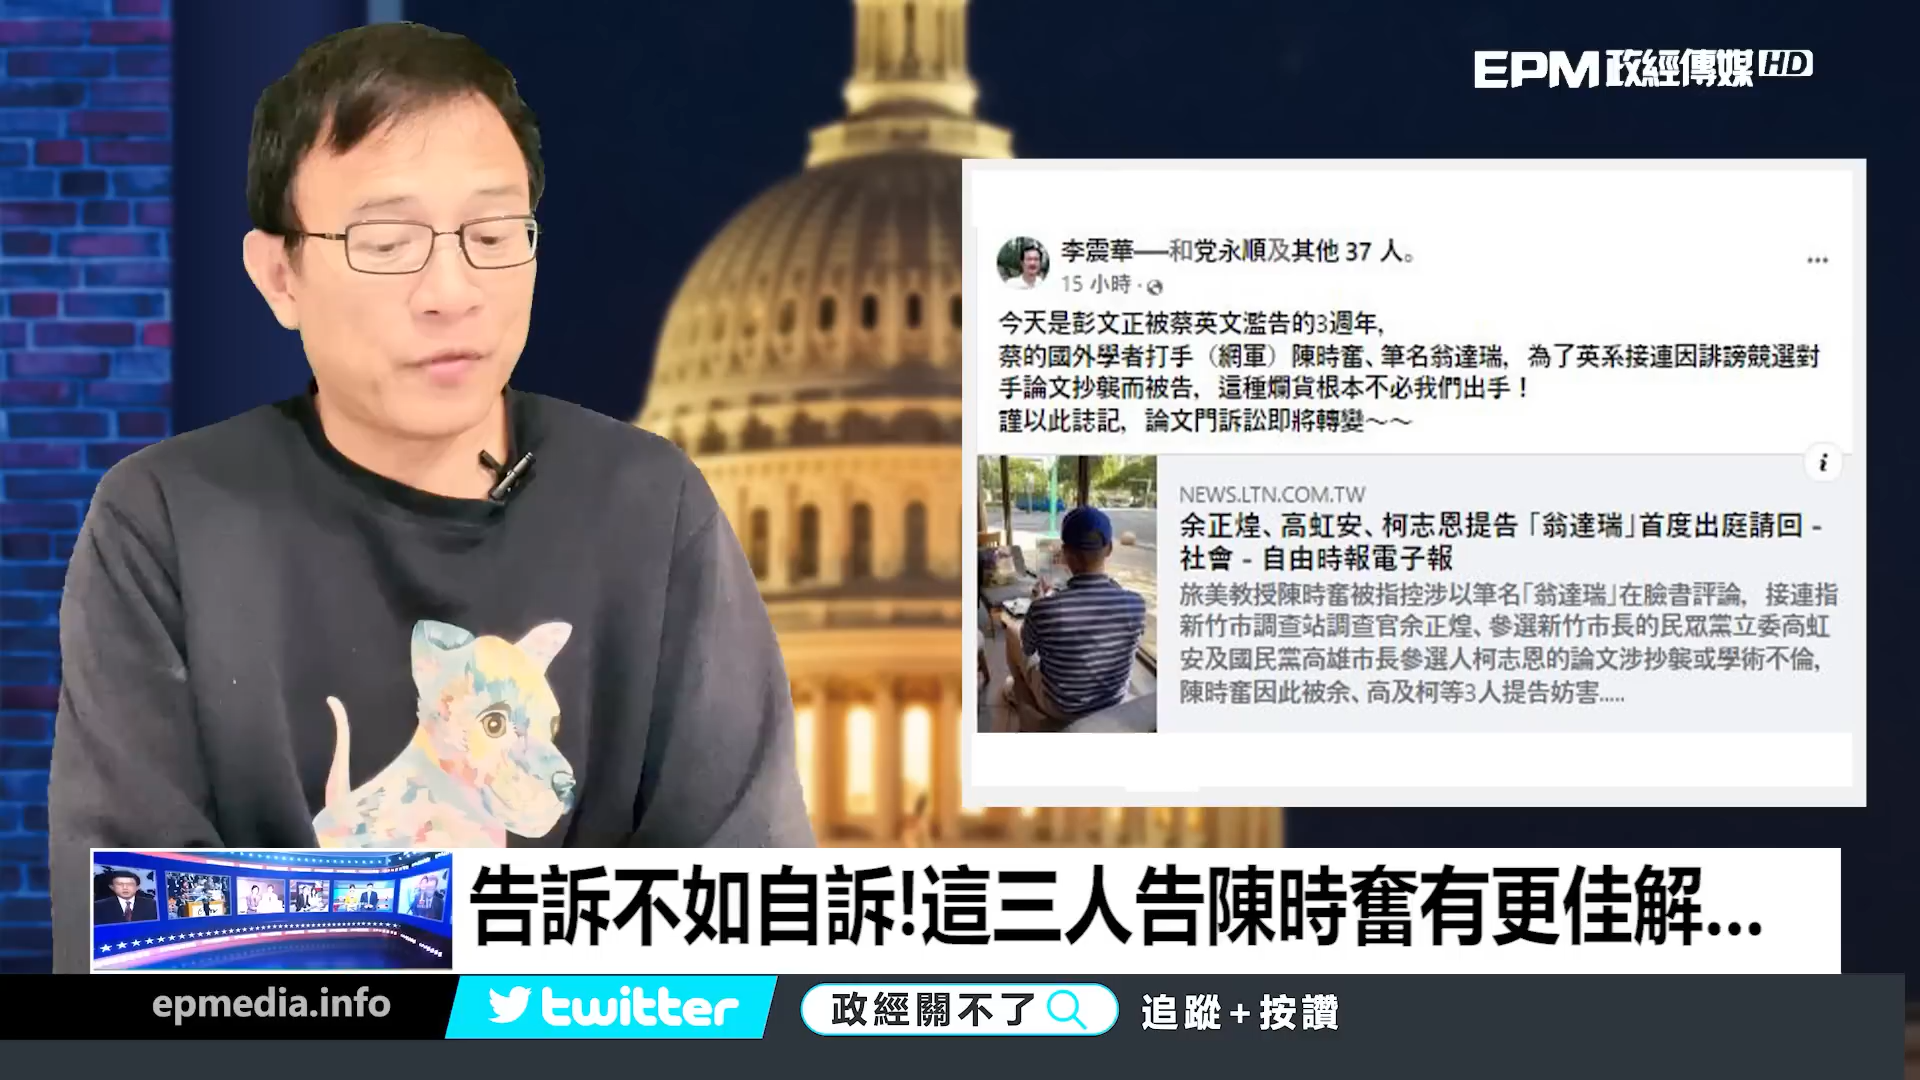 EPM政經傳媒HD
李震華──和党永順及其他 37 人。
15 小時 ·
今天是彭文正被蔡英文濫告的3週年,
蔡的國外學者打手（網軍）陳時奮、筆名翁達瑞，為了英系接連因誹謗競選對
手論文抄襲而被告，這種爛貨根本不必我們出手！
謹以此誌記，論文門訴訟即將轉變～～
NEWS.LTN.COM.TW
余正煌、高虹安、柯志恩提告「翁達瑞」首度出庭請回 -
社會 - 自由時報電子報
旅美教授陳時奮被指控涉以筆名「翁達瑞」在臉書評論，接連指
新竹市調查站調查官余正煌、參選新竹市長的民眾黨立委高虹
安及國民黨高雄市長參選人柯志恩的論文涉抄襲或學術不倫，
陳時奮因此被余、高及柯等3人提告妨害.....
告訴不如自訴!這三人告陳時奮有更佳解...
epmedia.info
twitter
政經關不了
追蹤+按讚